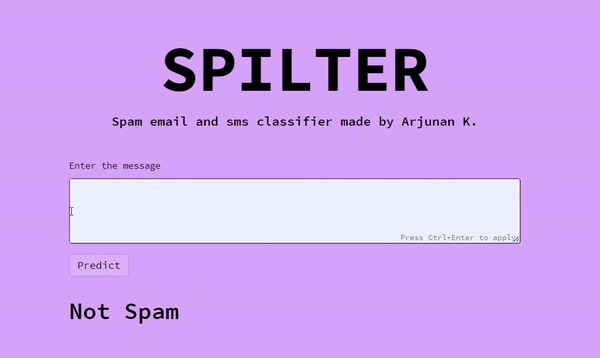 SPILTER
Spam email and sms classifier made by Arjunan K.
Enter the message
Press Ctrl+Enter to apply
Predict
Not Spam